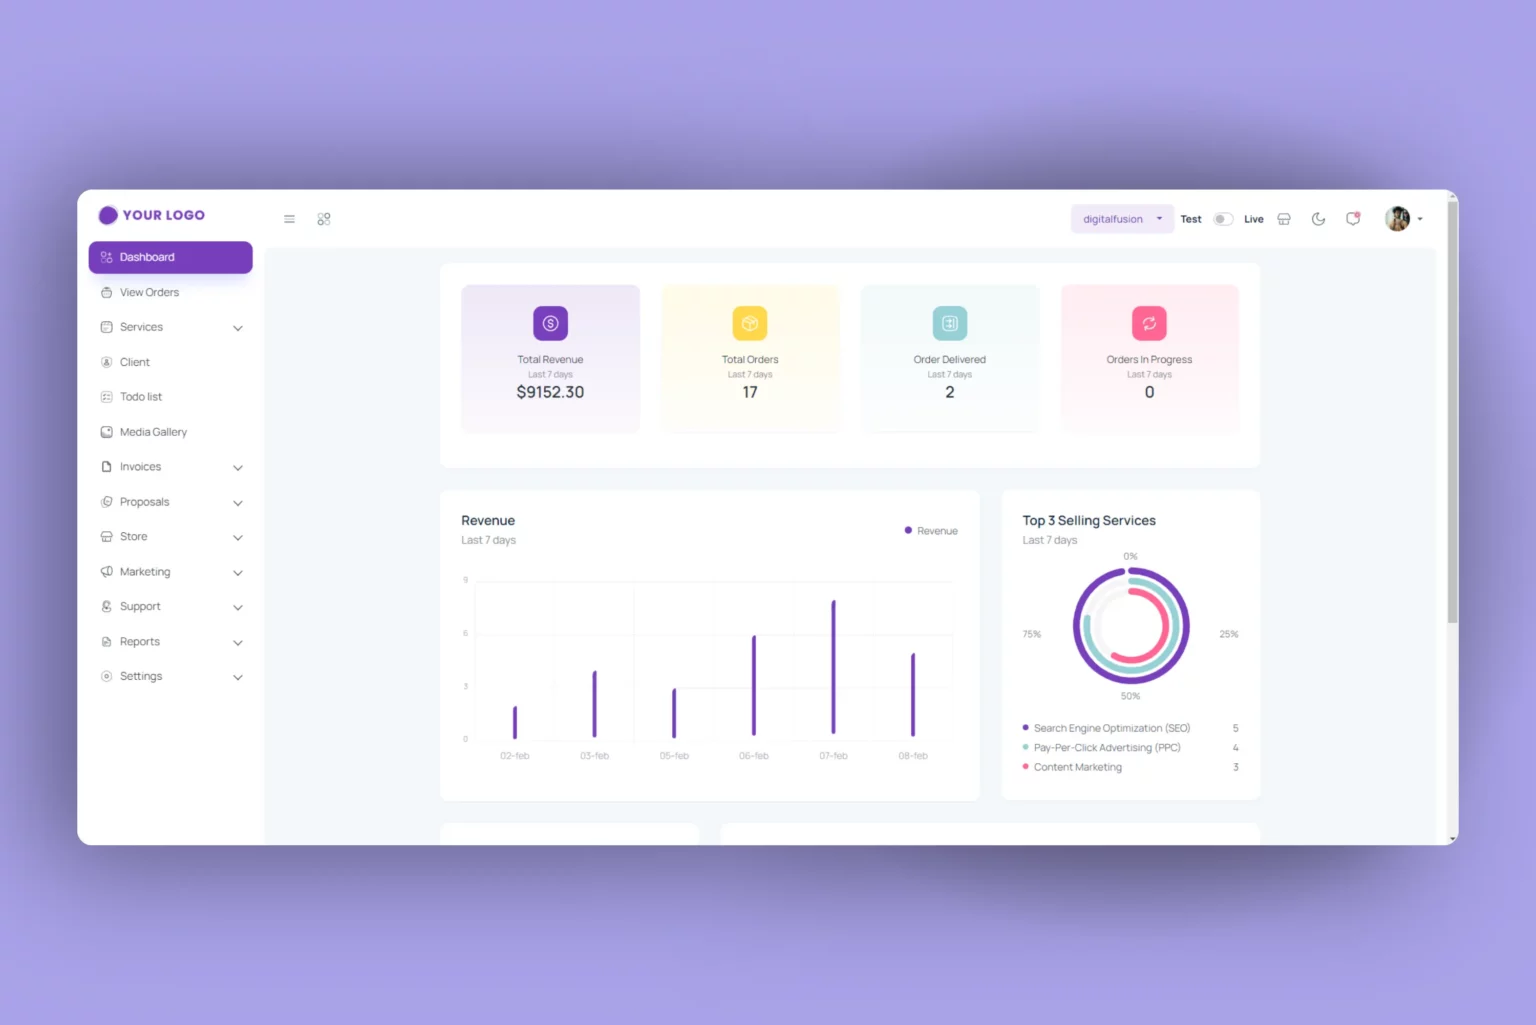 YOUR LOGO
digitalfusion
Test
Live
Dashboard
View Orders
Services
Client
Todo list
Media Gallery
Invoices
Proposals
Store
Marketing
Support
Reports
Settings
Total Revenue
Last 7 days
$9152.30
Total Orders
Last 7 days
17
Order Delivered
Last 7 days
2
Orders In Progress
Last 7 days
0
Revenue
Last 7 days
Revenue
9
6
3
0
02-feb
03-feb
05-feb
06-feb
07-feb
08-feb
Top 3 Selling Services
Last 7 days
0%
75%
25%
50%
Search Engine Optimization (SEO) 5
Pay-Per-Click Advertising (PPC) 4
Content Marketing 3